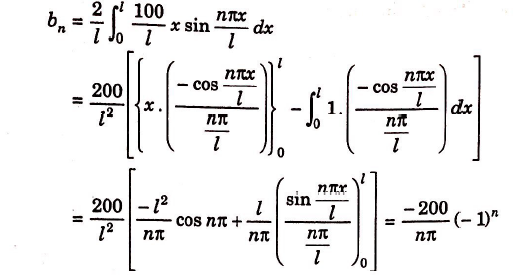 b_n = \frac{2}{l} \int_0^l \frac{100}{l} x \sin \frac{n\pi x}{l} dx
= \frac{200}{l^2} \left[ \left\{ x . \left( \frac{-\cos \frac{n\pi x}{l}}{\frac{n\pi}{l}} \right) \right\}_0^l - \int_0^l 1. \left( \frac{-\cos \frac{n\pi x}{l}}{\frac{n\pi}{l}} \right) dx \right]
= \frac{200}{l^2} \left[ \frac{-l^2}{n\pi} \cos n\pi + \frac{l}{n\pi} \left( \frac{\sin \frac{n\pi x}{l}}{\frac{n\pi}{l}} \right)_0^l \right] = \frac{-200}{n\pi} (-1)^n